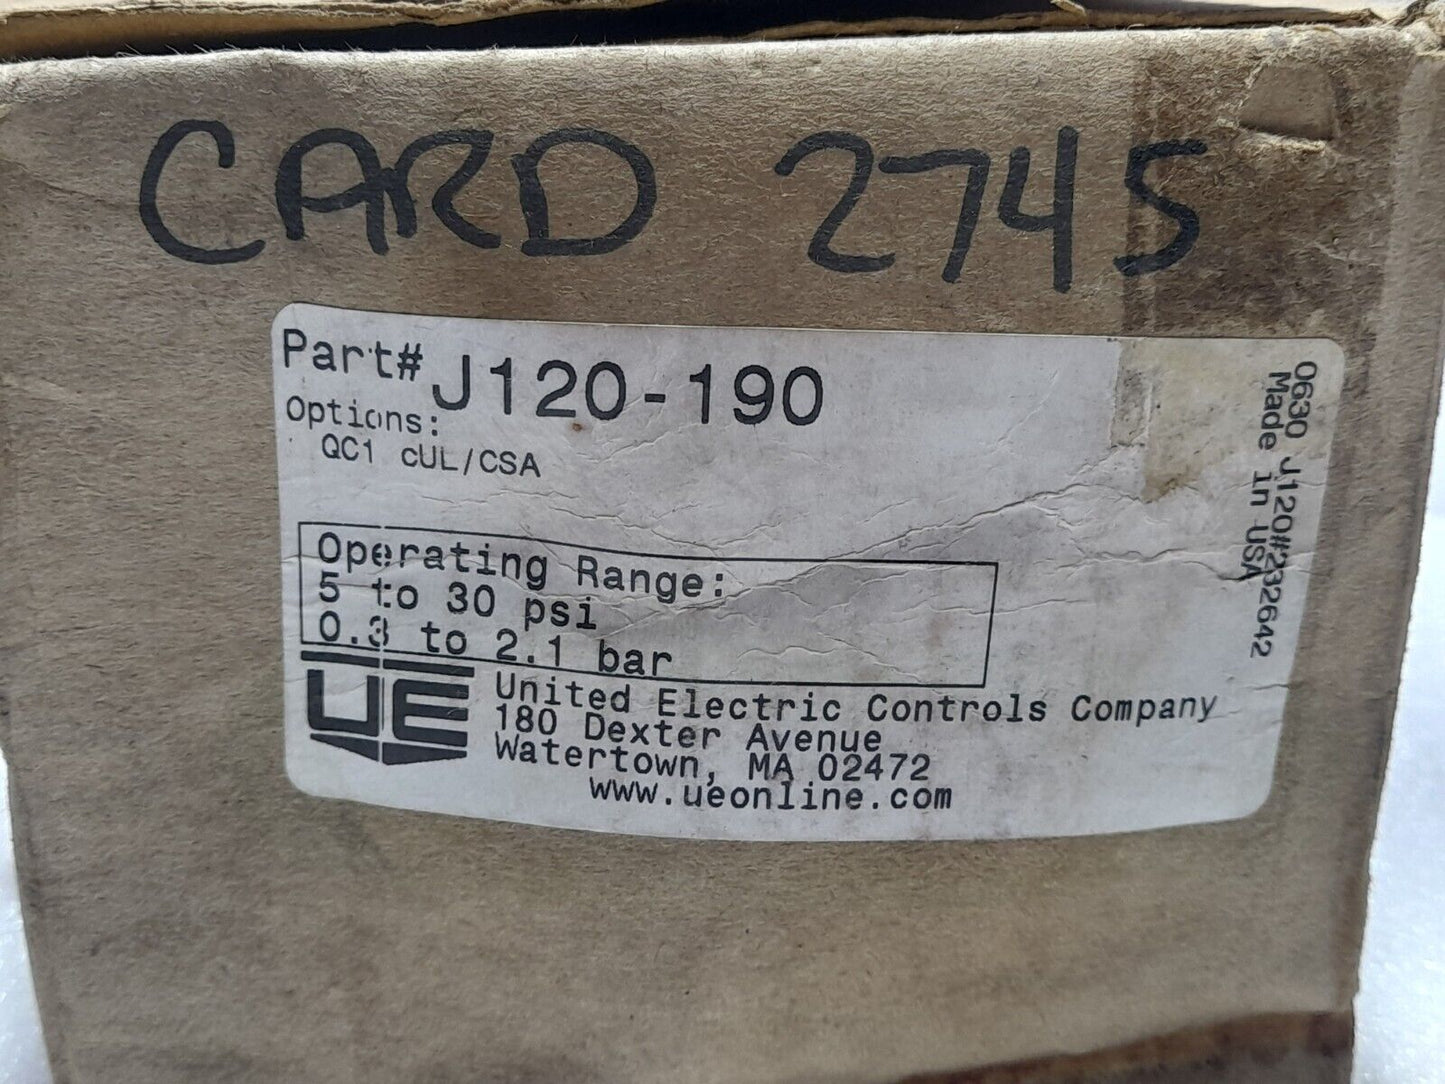 CARD 2745
Part# J120-190
Options:
QC1 cUL/CSA
Operating Range:
5 to 30 psi
0.3 to 2.1 bar
UE
United Electric Controls Company
180 Dexter Avenue
Watertown, MA 02472
www.ueonline.com
0630 J120#232642
Made in USA